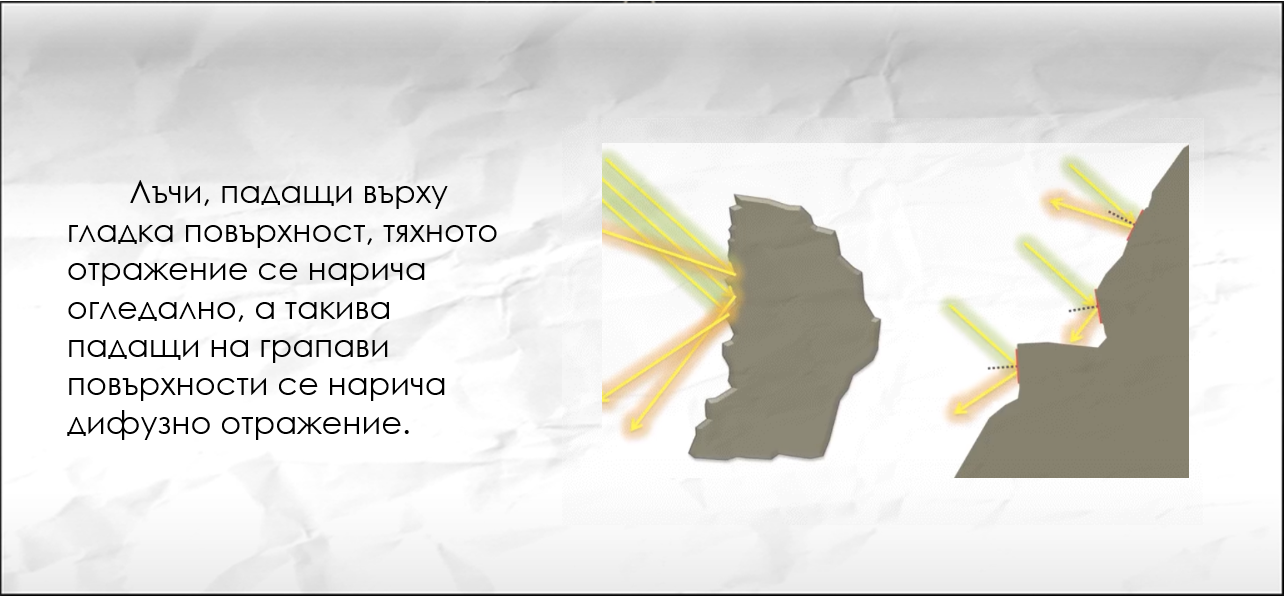 Лъчи, падащи върху
гладка повърхност, тяхното
отражение се нарича
огледално, а такива
падащи на грапави
повърхности се нарича
дифузно отражение.